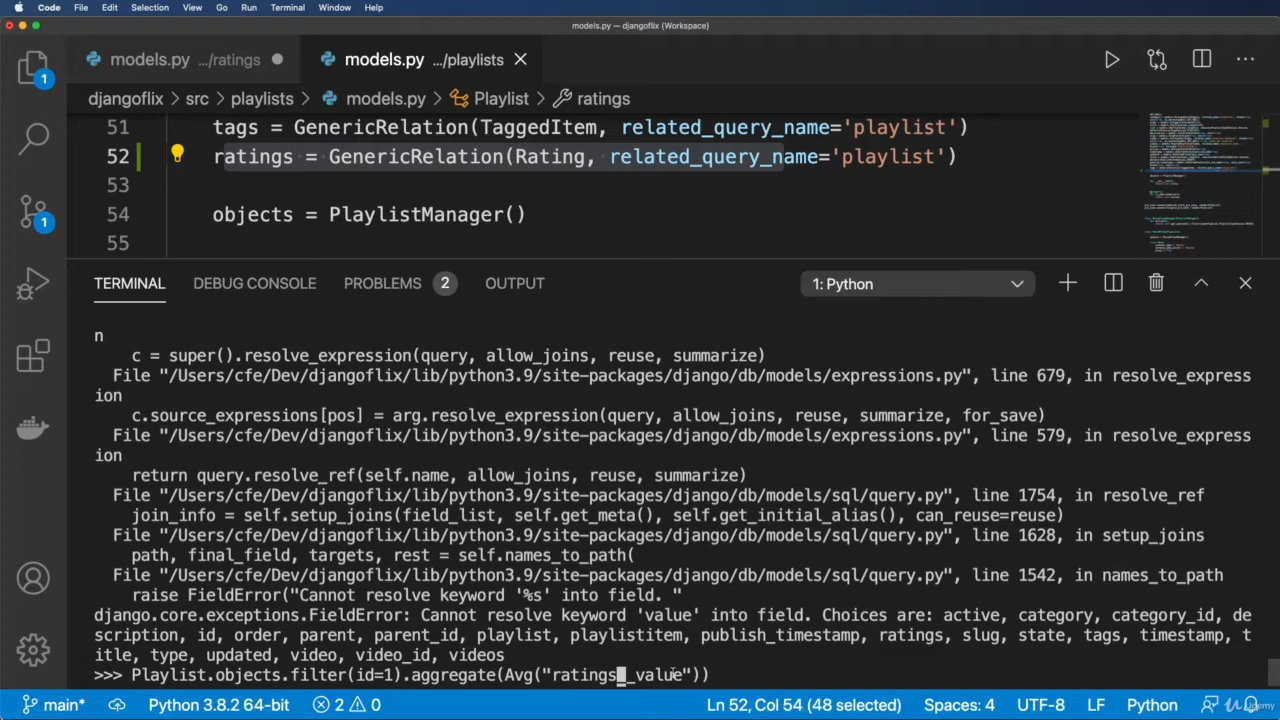 Code File Edit Selection View Go Run Terminal Window Help
models.py — djangoflix (Workspace)
models.py .../ratings
models.py .../playlists
djangoflix > src > playlists > models.py > Playlist > ratings
1
1
51 tags = GenericRelation(TaggedItem, related_query_name='playlist')
52 ratings = GenericRelation(Rating, related_query_name='playlist')
53
54 objects = PlaylistManager()
55
TERMINAL DEBUG CONSOLE PROBLEMS 2 OUTPUT 1: Python
n
c = super().resolve_expression(query, allow_joins, reuse, summarize)
File "/Users/cfe/Dev/djangoflix/lib/python3.9/site-packages/django/db/models/expressions.py", line 679, in resolve_express
ion
c.source_expressions[pos] = arg.resolve_expression(query, allow_joins, reuse, summarize, for_save)
File "/Users/cfe/Dev/djangoflix/lib/python3.9/site-packages/django/db/models/expressions.py", line 579, in resolve_express
ion
return query.resolve_ref(self.name, allow_joins, reuse, summarize)
File "/Users/cfe/Dev/djangoflix/lib/python3.9/site-packages/django/db/models/sql/query.py", line 1754, in resolve_ref
join_info = self.setup_joins(field_list, self.get_meta(), self.get_initial_alias(), can_reuse=reuse)
File "/Users/cfe/Dev/djangoflix/lib/python3.9/site-packages/django/db/models/sql/query.py", line 1628, in setup_joins
path, final_field, targets, rest = self.names_to_path(
File "/Users/cfe/Dev/djangoflix/lib/python3.9/site-packages/django/db/models/sql/query.py", line 1542, in names_to_path
raise FieldError("Cannot resolve keyword '%s' into field. "
django.core.exceptions.FieldError: Cannot resolve keyword 'value' into field. Choices are: active, category, category_id, de
scription, id, order, parent, parent_id, playlist, playlistitem, publish_timestamp, ratings, slug, state, tags, timestamp, t
itle, type, updated, video, video_id, videos
>>> Playlist.objects.filter(id=1).aggregate(Avg("ratings__value"))
main* Python 3.8.2 64-bit 2 0 Ln 52, Col 54 (48 selected) Spaces: 4 UTF-8 LF Python
Udemy